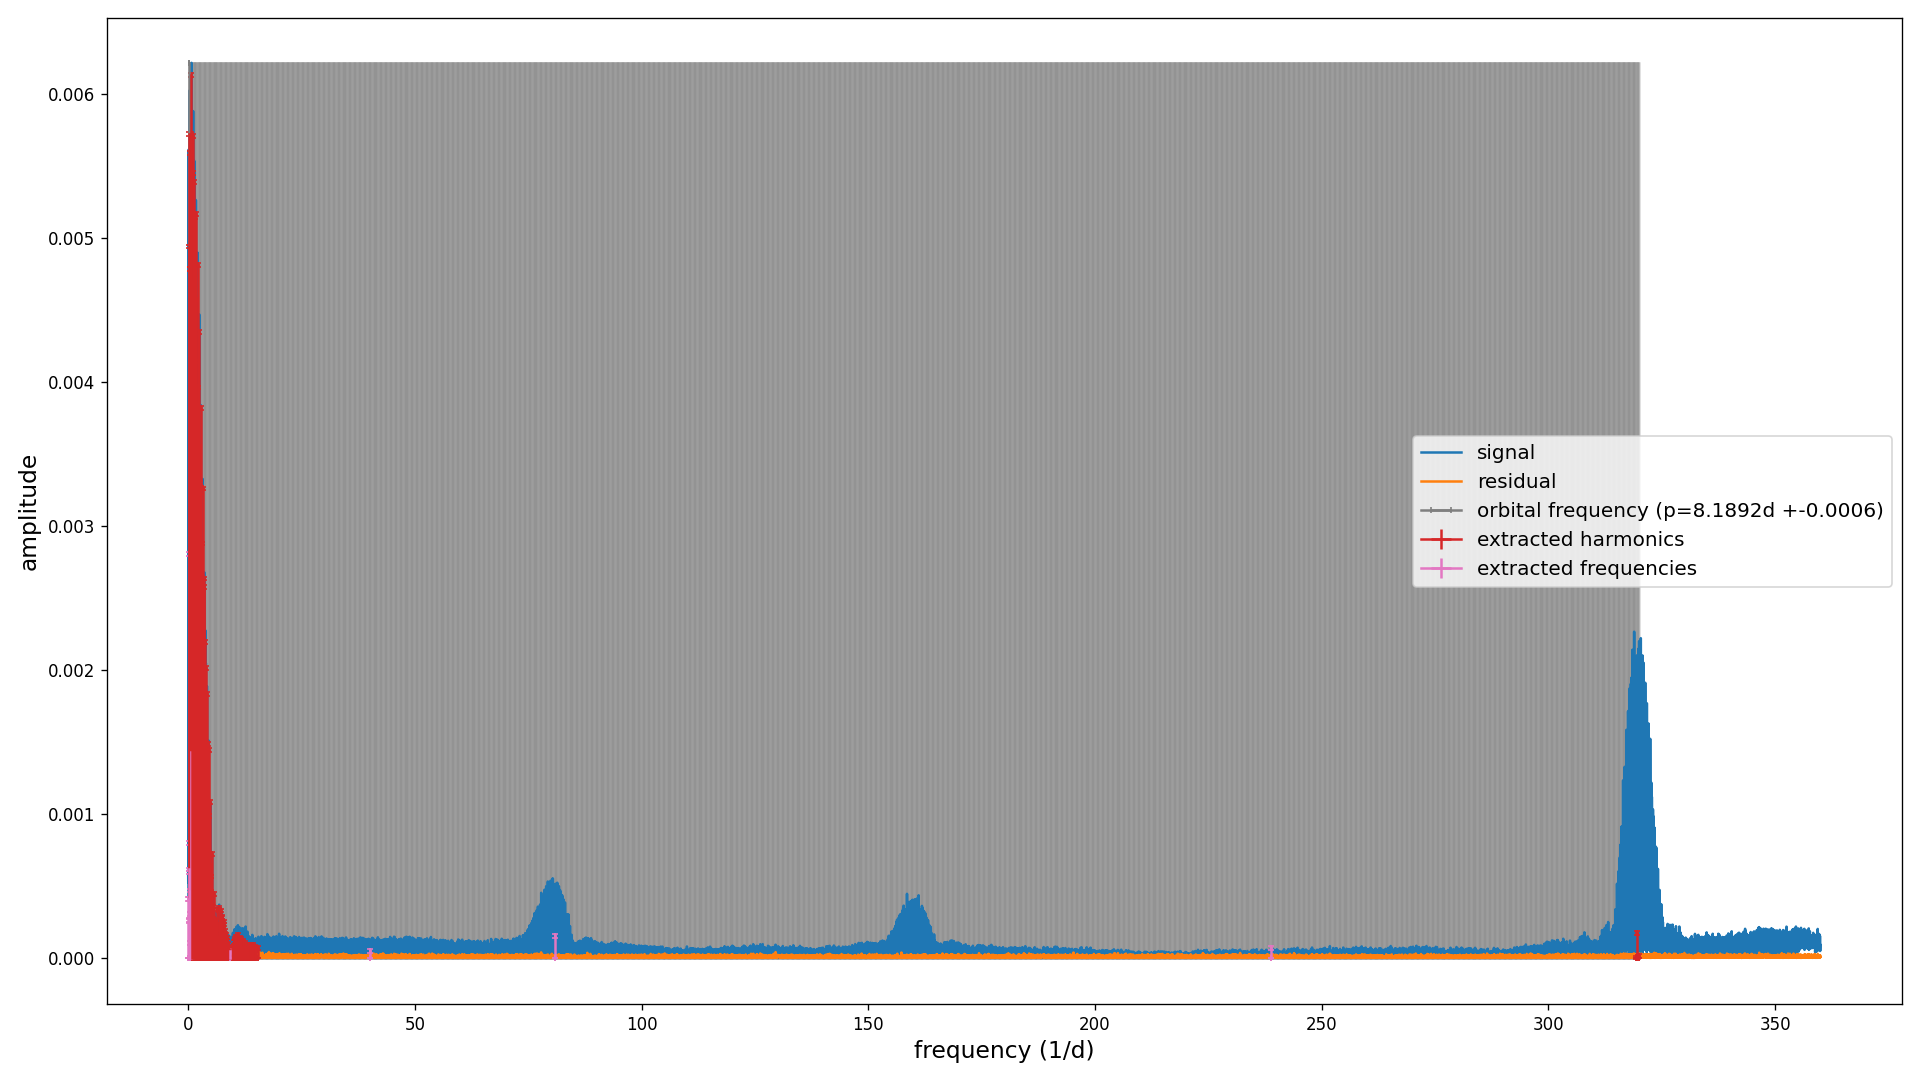 0.006
0.005
0.004
0.003
0.002
0.001
0.000
amplitude
signal
residual
orbital frequency (p=8.1892d +-0.0006)
extracted harmonics
extracted frequencies
0 50 100 150 200 250 300 350
frequency (1/d)